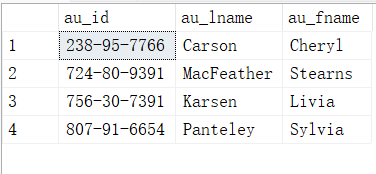 au_id au_lname au_fname
1 238-95-7766 Carson Cheryl
2 724-80-9391 MacFeather Stearns
3 756-30-7391 Karsen Livia
4 807-91-6654 Panteley Sylvia